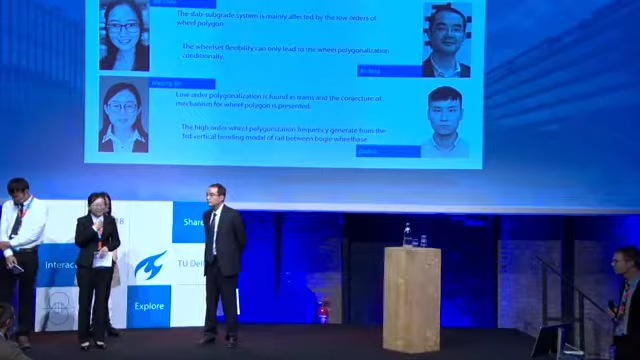 The slab-subgrade system is mainly affected by the low orders of
wheel polygon.
The wheelset flexibility can only lead to the wheel polygonalization
conditionally.
Low order polygonalization is found in trams and the conjecture of
mechanism for wheel polygon is presented.
The high order wheel polygonization frequency generate from the
bending modal of rail between bogie wheelbase
18
Share
Interac
TU Del
Explore